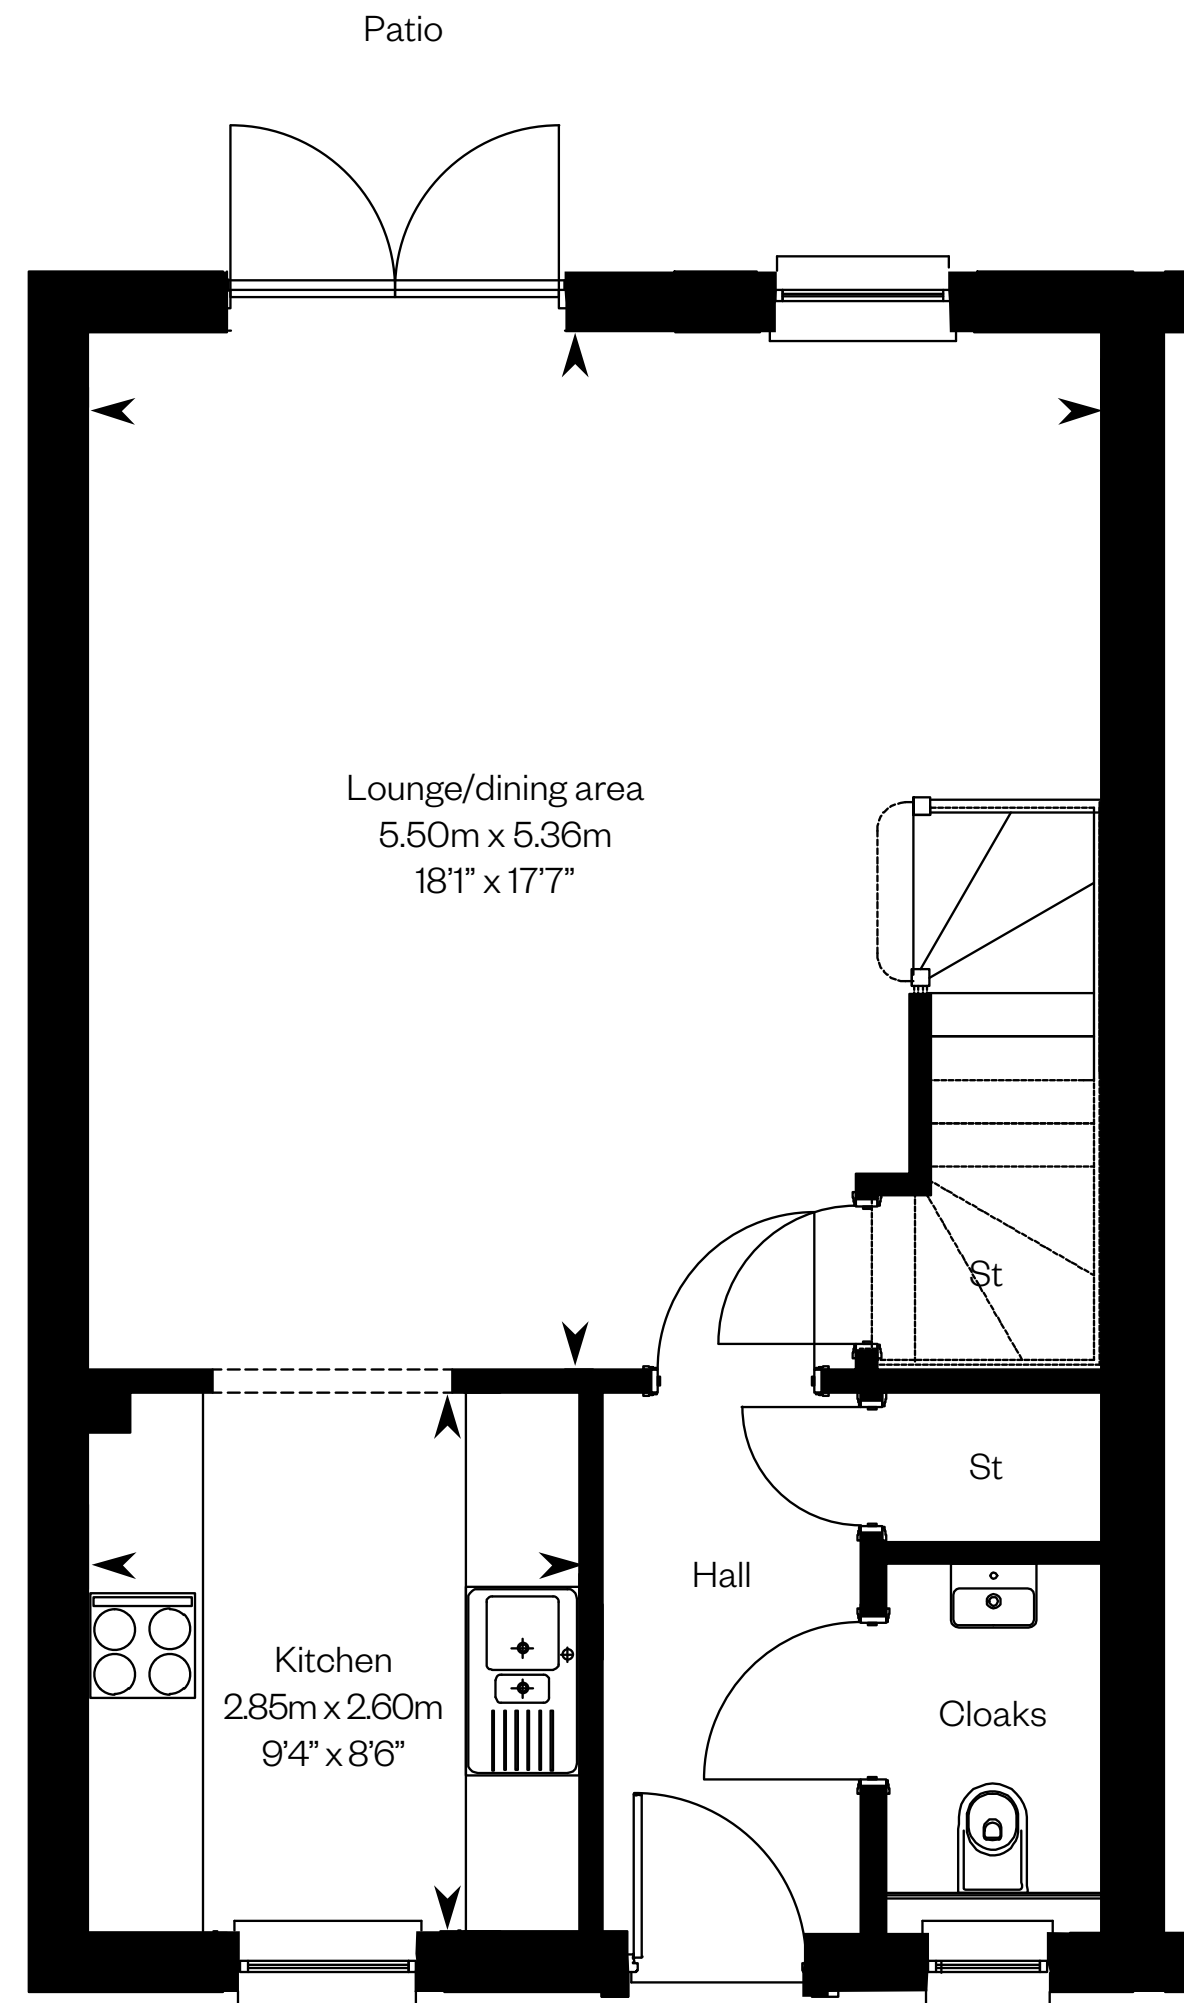 Patio
Lounge/dining area
5.50m x 5.36m
18’1” x 17’7”
St
St
Hall
Kitchen
2.85m x 2.60m
9’4” x 8’6”
Cloaks